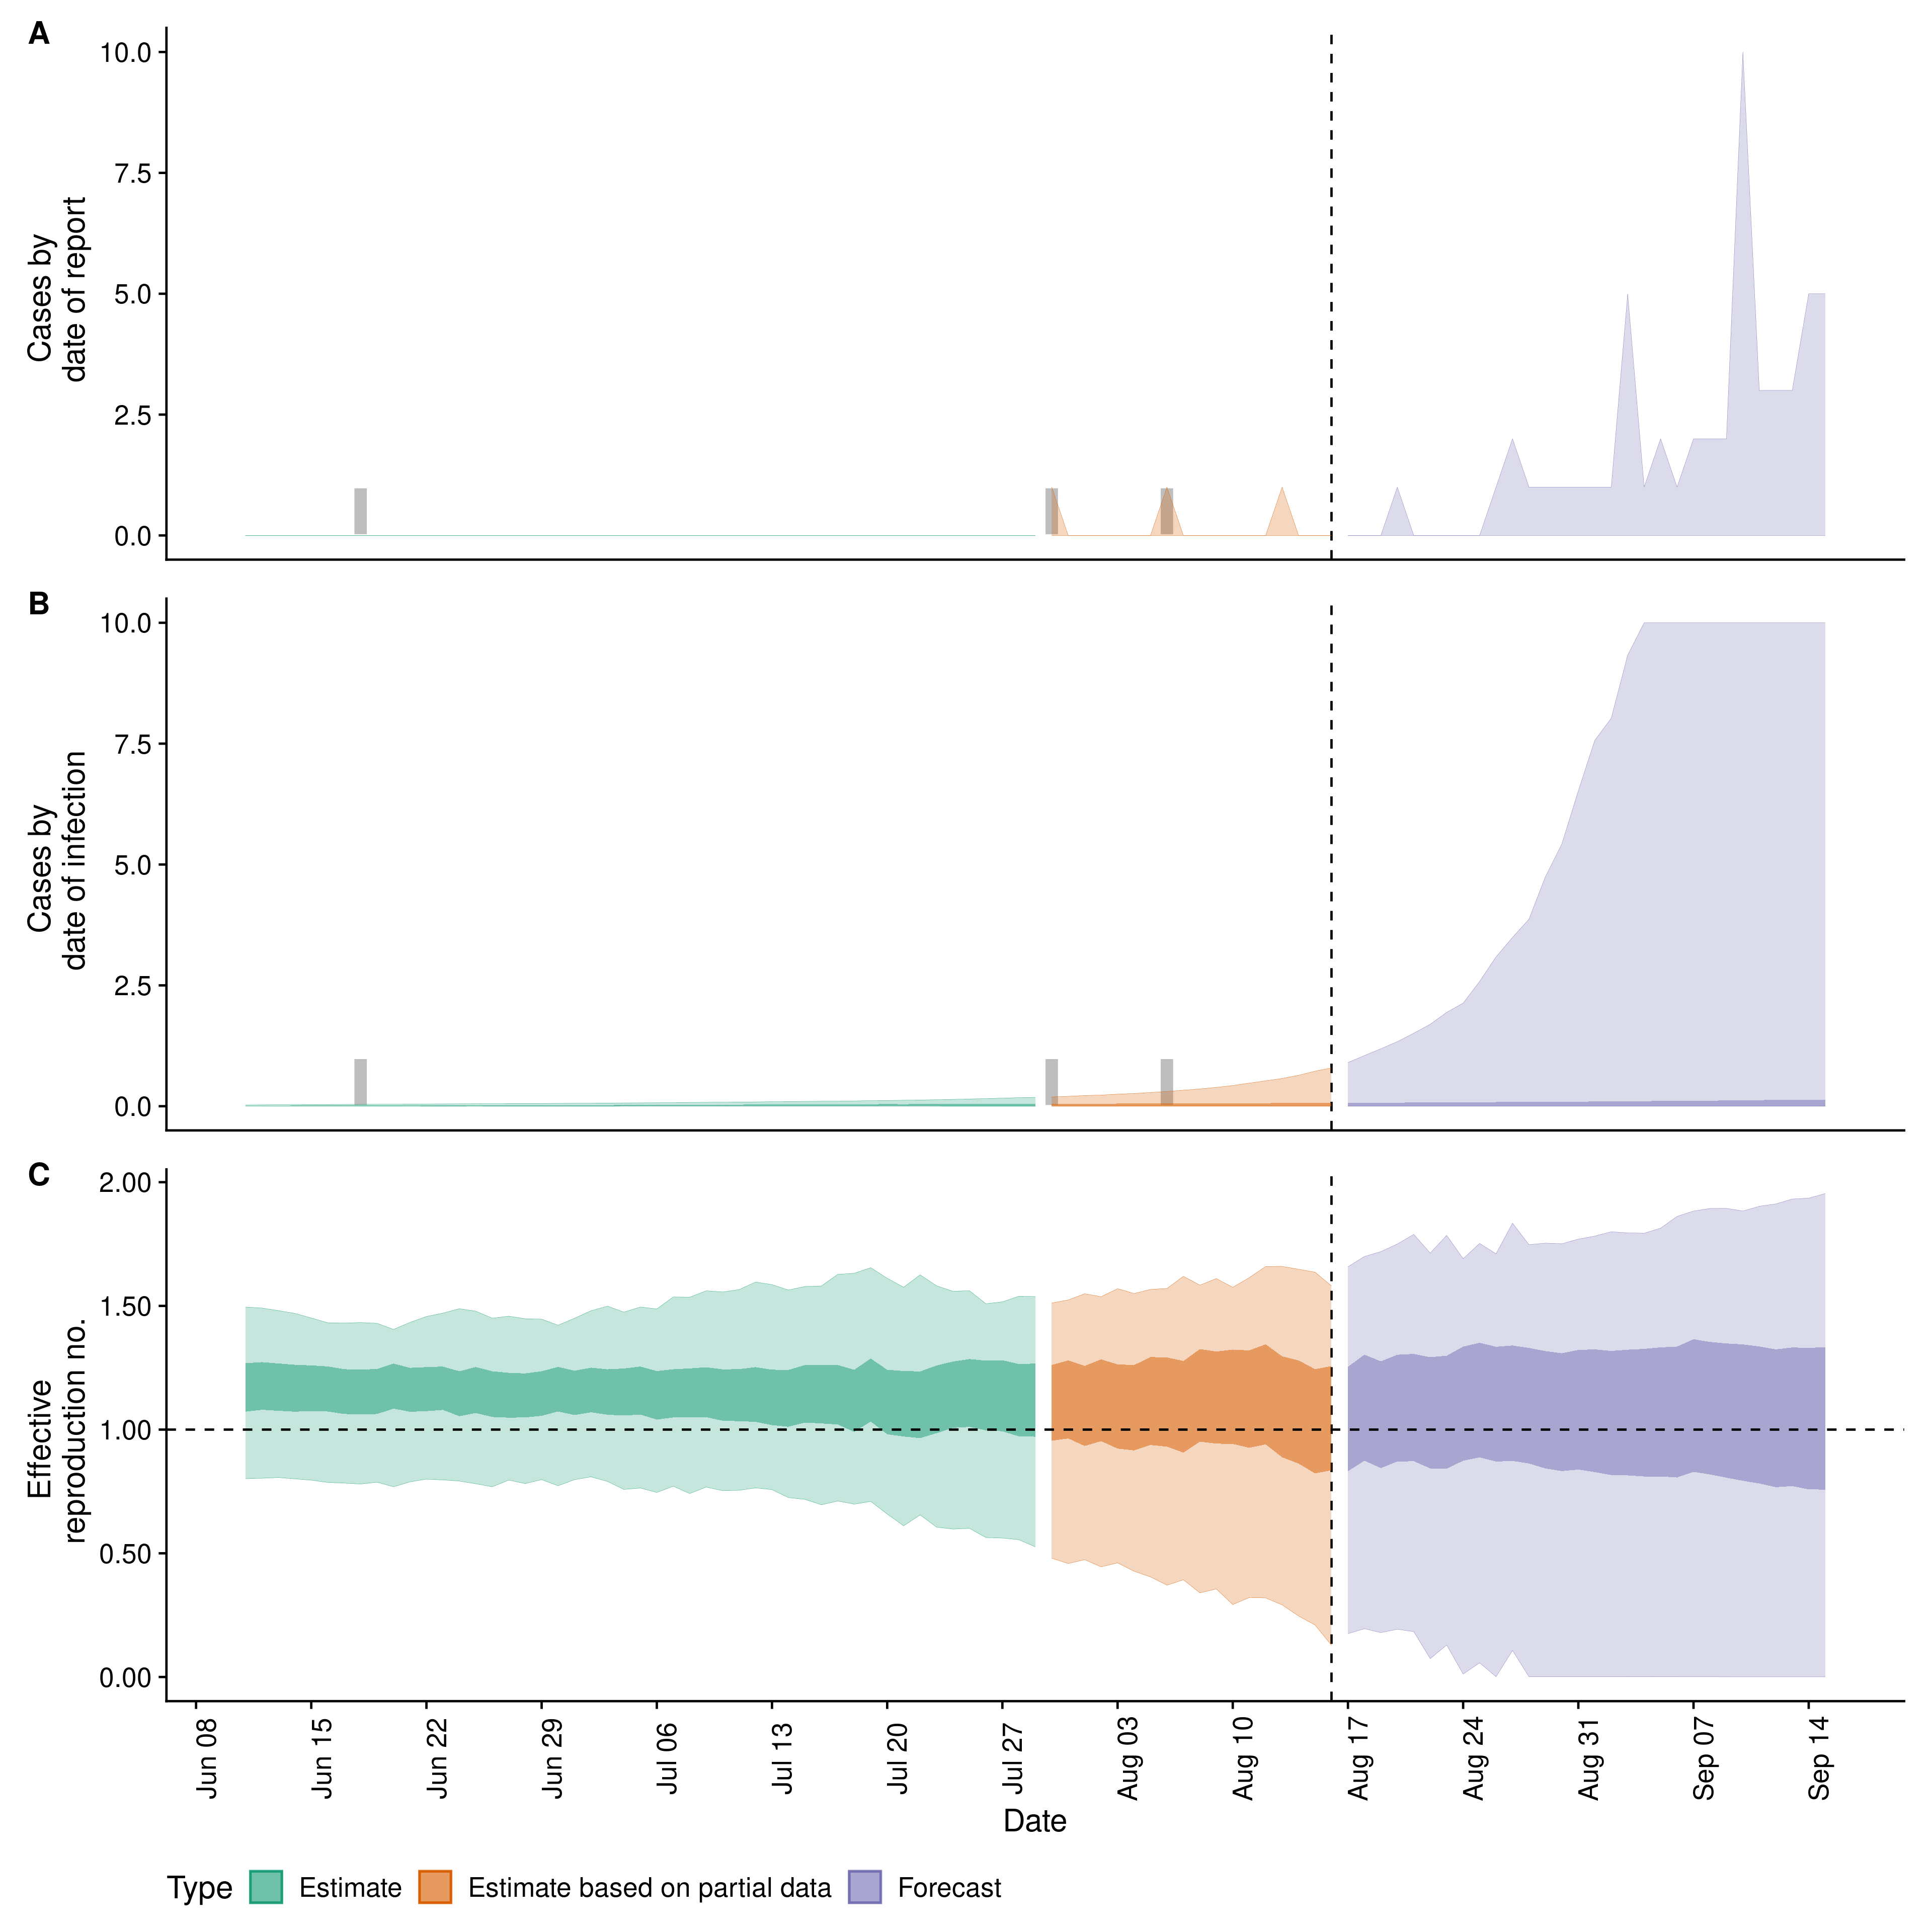 A
10.0
7.5
5.0
2.5
0.0
Cases by
date of report
B
10.0
7.5
5.0
2.5
0.0
Cases by
date of infection
C
2.00
1.50
1.00
0.50
0.00
Effective
reproduction no.
Jun 08
Jun 15
Jun 22
Jun 29
Jul 06
Jul 13
Jul 20
Jul 27
Aug 03
Aug 10
Aug 17
Aug 24
Aug 31
Sep 07
Sep 14
Date
Type
Estimate
Estimate based on partial data
Forecast